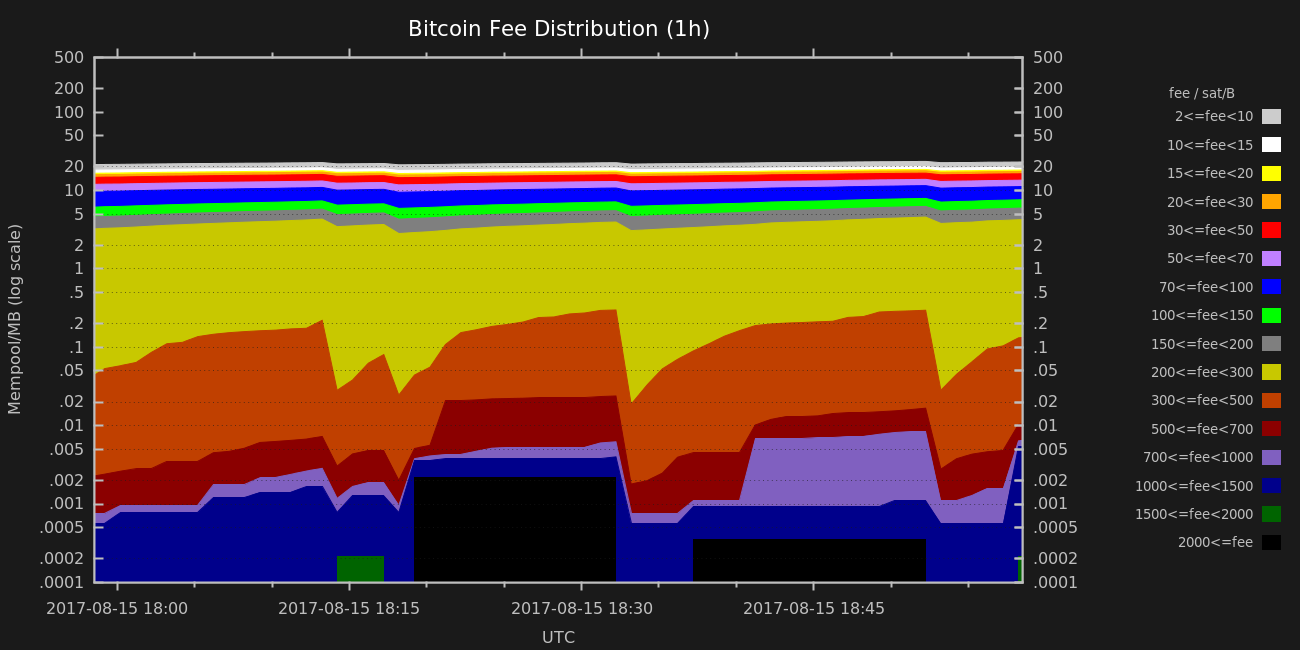 Bitcoin Fee Distribution (1h)
500 500
200 200
100 100
50 50
20 20
10 10
5 5
2 2
1 1
.5 .5
.2 .2
.1 .1
.05 .05
.02 .02
.01 .01
.005 .005
.002 .002
.001 .001
.0005 .0005
.0002 .0002
.0001 .0001
Mempool/MB (log scale)
2017-08-15 18:00 2017-08-15 18:15 2017-08-15 18:30 2017-08-15 18:45
UTC
fee / sat/B
2<=fee<10
10<=fee<15
15<=fee<20
20<=fee<30
30<=fee<50
50<=fee<70
70<=fee<100
100<=fee<150
150<=fee<200
200<=fee<300
300<=fee<500
500<=fee<700
700<=fee<1000
1000<=fee<1500
1500<=fee<2000
2000<=fee